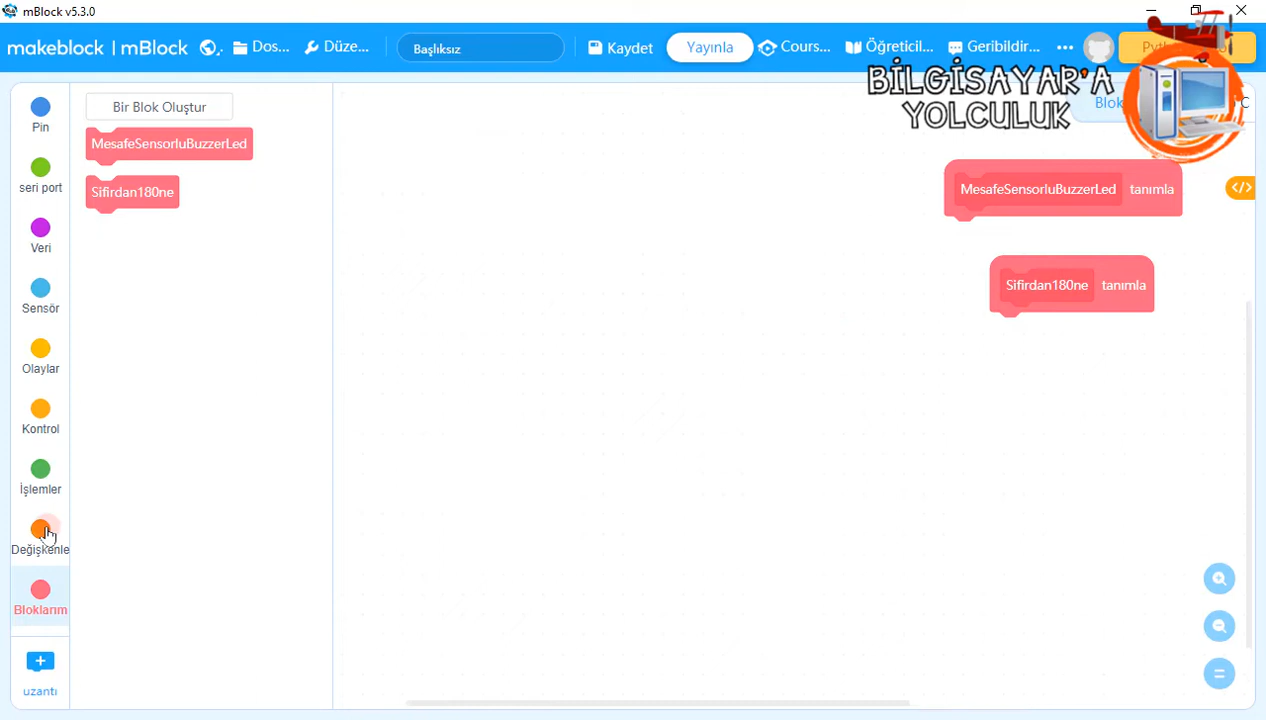 mBlock v5.3.0
makeblock | mBlock
Dos...
Düze...
Başlıksız
Kaydet
Yayınla
Cours...
Öğreticil...
Geribildir...
BİLGİSAYAR'A
YOLCULUK
Pin
seri port
Veri
Sensör
Olaylar
Kontrol
İşlemler
Değişkenle
Bloklarım
uzantı
Bir Blok Oluştur
MesafeSensorluBuzzerLed
Sifirdan180ne
MesafeSensorluBuzzerLed tanımla
Sifirdan180ne tanımla